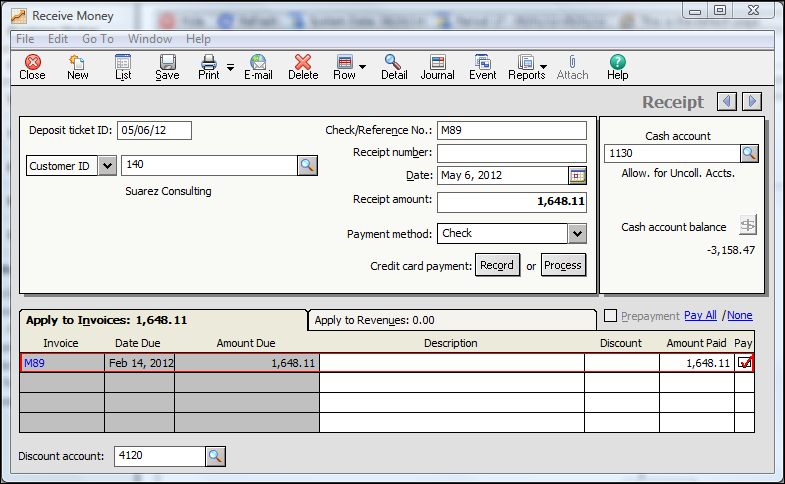 Receive Money
File Edit Go To Window Help
Close New List Save Print E-mail Delete Row Detail Journal Event Reports Attach Help
Receipt
Deposit ticket ID: 05/06/12
Customer ID 140
Suarez Consulting
Check/Reference No.: M89
Receipt number:
Date: May 6, 2012
Receipt amount: 1,648.11
Payment method: Check
Credit card payment: Record or Process
Cash account
1130
Allow. for Uncoll. Accts.
Cash account balance
-3,158.47
Apply to Invoices: 1,648.11 Apply to Revenues: 0.00 Prepayment Pay All / None
Invoice Date Due Amount Due Description Discount Amount Paid Pay
M89 Feb 14, 2012 1,648.11 1,648.11
Discount account: 4120